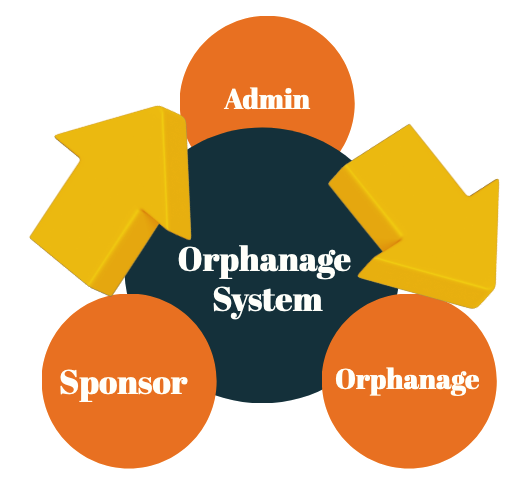 Admin
Orphanage
System
Sponsor
Orphanage